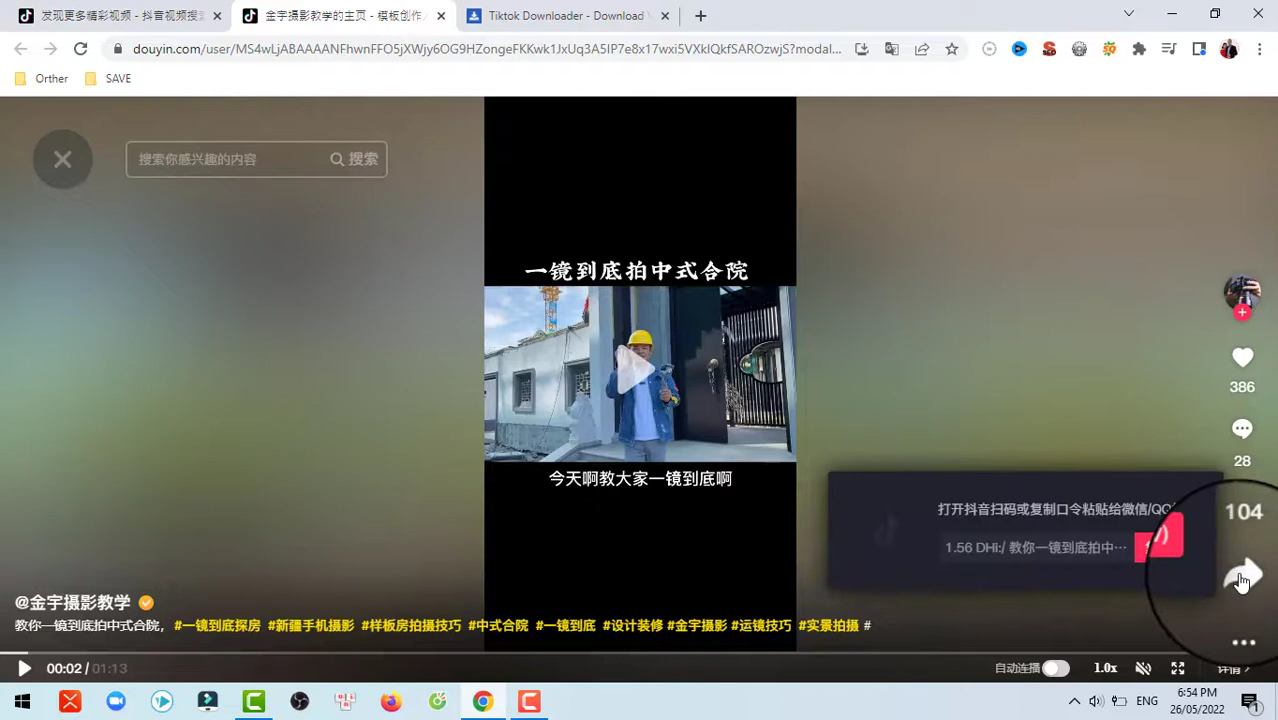 发现更多精彩视频 - 抖音视频搜
金宇摄影教学的主页 - 模板创作
Tiktok Downloader - Download
douyin.com/user/MS4wLjABAAAANFhwnFFO5jXWjy6OG9HZongeFKKwk1JxUq3A5IP7e8x17wxi5VXklQkfSAROzwjS?modal...
Orther
SAVE
搜索你感兴趣的内容
搜索
一镜到底拍中式合院
今天啊教大家一镜到底啊
386
28
104
打开抖音扫码或复制口令粘贴给微信/QQ
1.56 DHi:/ 教你一镜到底拍中···
@金宇摄影教学
教你一镜到底拍中式合院，#一镜到底探房 #新疆手机摄影 #样板房拍摄技巧 #中式合院 #一镜到底 #设计装修 #金宇摄影 #运镜技巧 #实景拍摄 #
00:02 / 01:13
自动连播
1.0x
详情
ENG
6:54 PM
26/05/2022
1